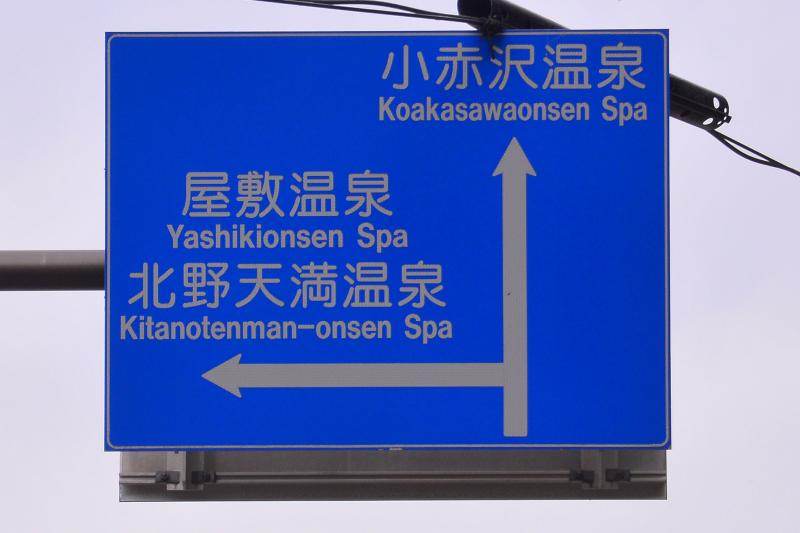 小赤沢温泉
Koakasawaonsen Spa
屋敷温泉
Yashikionsen Spa
北野天満温泉
Kitanotenman-onsen Spa